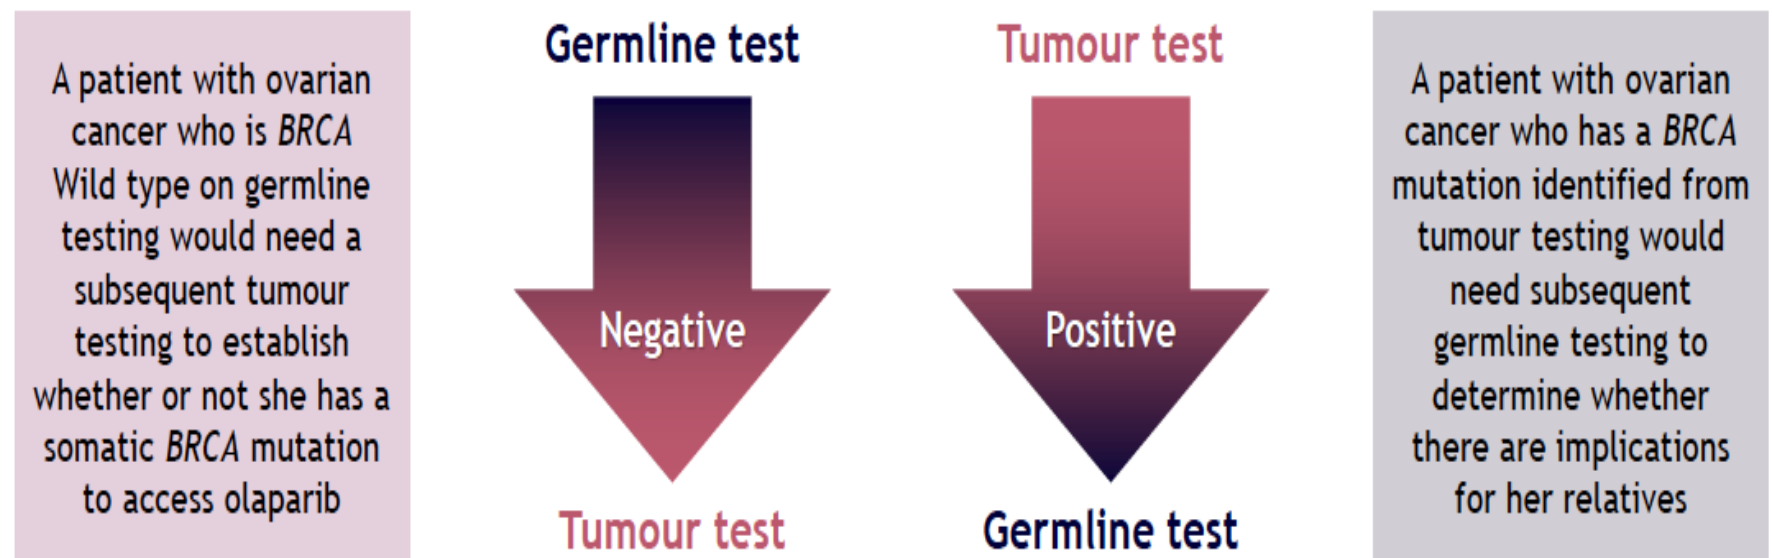 A patient with ovarian
cancer who is BRCA
Wild type on germline
testing would need a
subsequent tumour
testing to establish
whether or not she has a
somatic BRCA mutation
to access olaparib
Germline test
Negative
Tumour test
Tumour test
Positive
Germline test
A patient with ovarian
cancer who has a BRCA
mutation identified from
tumour testing would
need subsequent
germline testing to
determine whether
there are implications
for her relatives